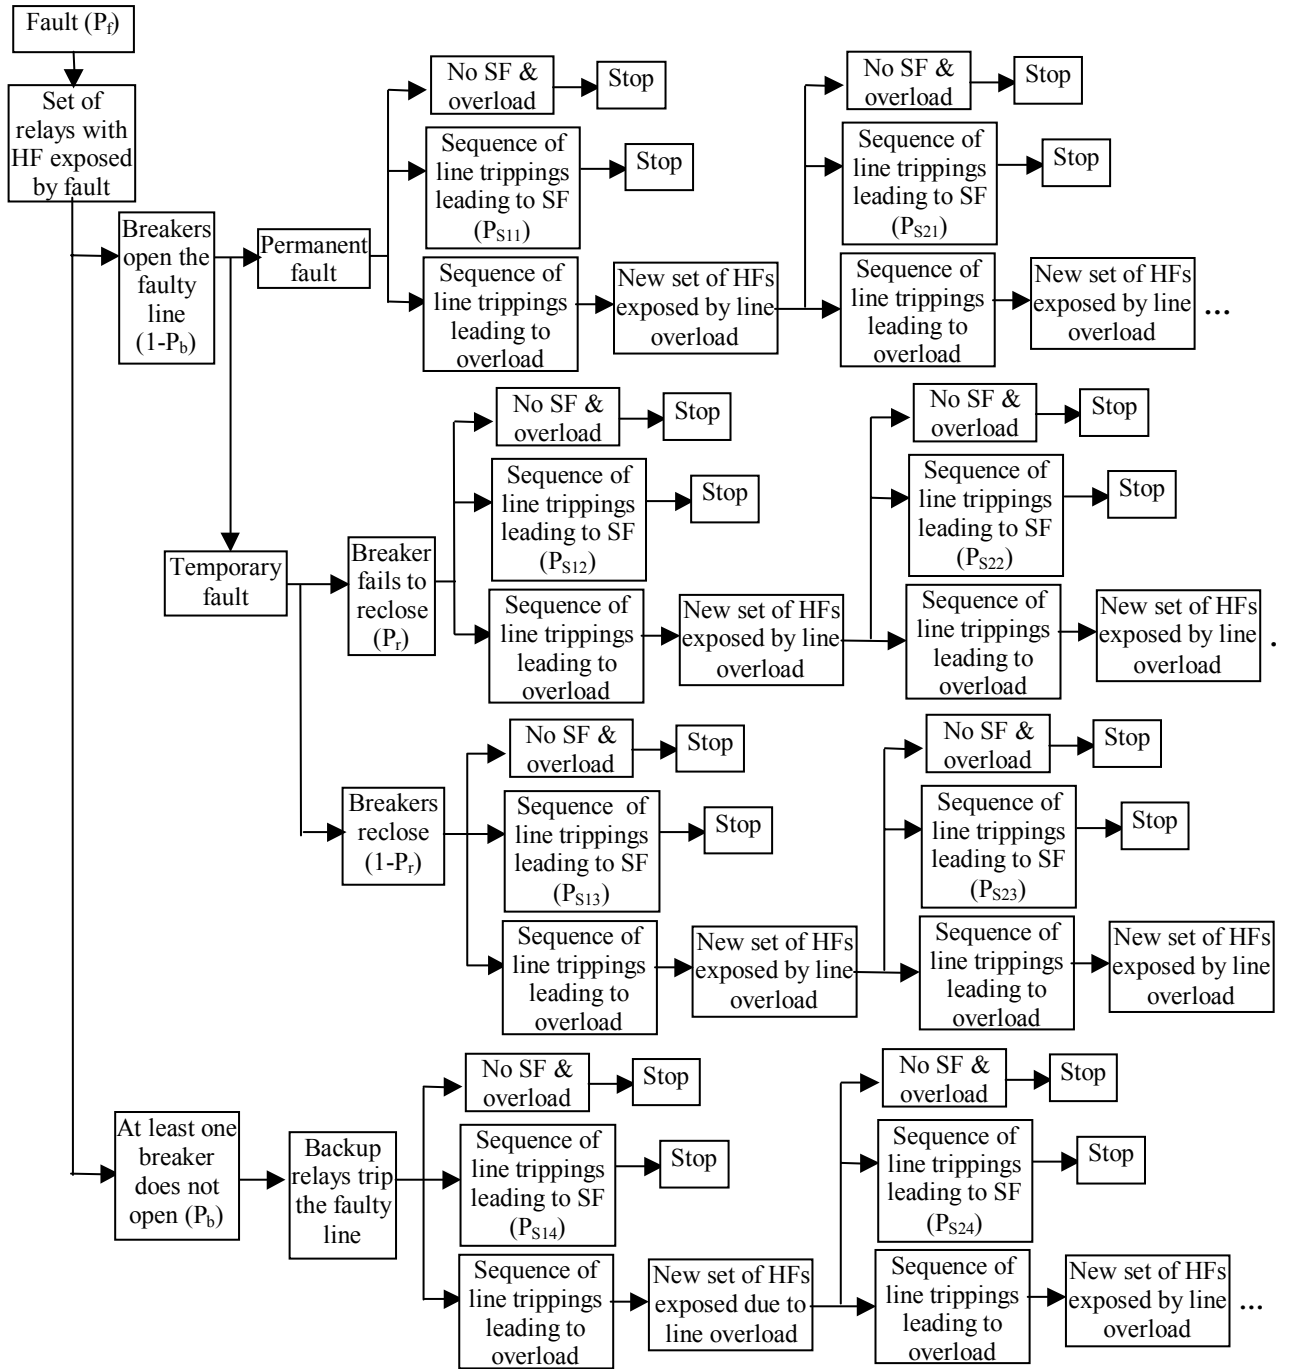 Fault (Pf)
Set of
relays with
HF exposed
by fault
Breakers
open the
faulty
line
(1-Pb)
Permanent
fault
No SF &
overload
Stop
Sequence of
line trippings
leading to SF
(PS11)
Stop
Sequence of
line trippings
leading to
overload
New set of HFs
exposed by line
overload
No SF &
overload
Stop
Sequence of
line trippings
leading to SF
(PS21)
Stop
Sequence of
line trippings
leading to
overload
New set of HFs
exposed by line
overload
...
Temporary
fault
Breaker
fails to
reclose
(Pr)
No SF &
overload
Stop
Sequence of
line trippings
leading to SF
(PS12)
Stop
Sequence of
line trippings
leading to
overload
New set of HFs
exposed by line
overload
No SF &
overload
Stop
Sequence of
line trippings
leading to SF
(PS22)
Stop
Sequence of
line trippings
leading to
overload
New set of HFs
exposed by line
overload
.
Breakers
reclose
(1-Pr)
No SF &
overload
Stop
Sequence of
line trippings
leading to SF
(PS13)
Stop
Sequence of
line trippings
leading to
overload
New set of HFs
exposed by line
overload
No SF &
overload
Stop
Sequence of
line trippings
leading to SF
(PS23)
Stop
Sequence of
line trippings
leading to
overload
New set of HFs
exposed by line
overload
At least one
breaker
does not
open (Pb)
Backup
relays trip
the faulty
line
No SF &
overload
Stop
Sequence of
line trippings
leading to SF
(PS14)
Stop
Sequence of
line trippings
leading to
overload
New set of HFs
exposed due to
line overload
No SF &
overload
Stop
Sequence of
line trippings
leading to SF
(PS24)
Stop
Sequence of
line trippings
leading to
overload
New set of HFs
exposed by line
overload
...